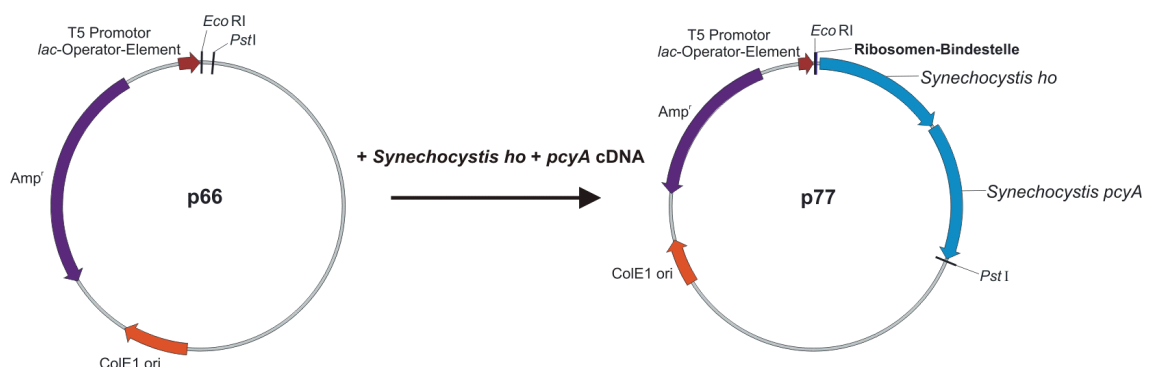 T5 Promotor
lac-Operator-Element
EcoRI
PstI
Ampʳ
p66
ColE1 ori
+ Synechocystis ho + pcyA cDNA
T5 Promotor
lac-Operator-Element
EcoRI
Ribosomen-Bindestelle
Synechocystis ho
Ampʳ
p77
Synechocystis pcyA
ColE1 ori
PstI